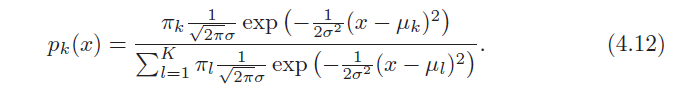 p_k(x) = \frac{\pi_k \frac{1}{\sqrt{2\pi}\sigma} \exp\left(-\frac{1}{2\sigma^2}(x - \mu_k)^2\right)}{\sum_{l=1}^{K} \pi_l \frac{1}{\sqrt{2\pi}\sigma} \exp\left(-\frac{1}{2\sigma^2}(x - \mu_l)^2\right)}. (4.12)